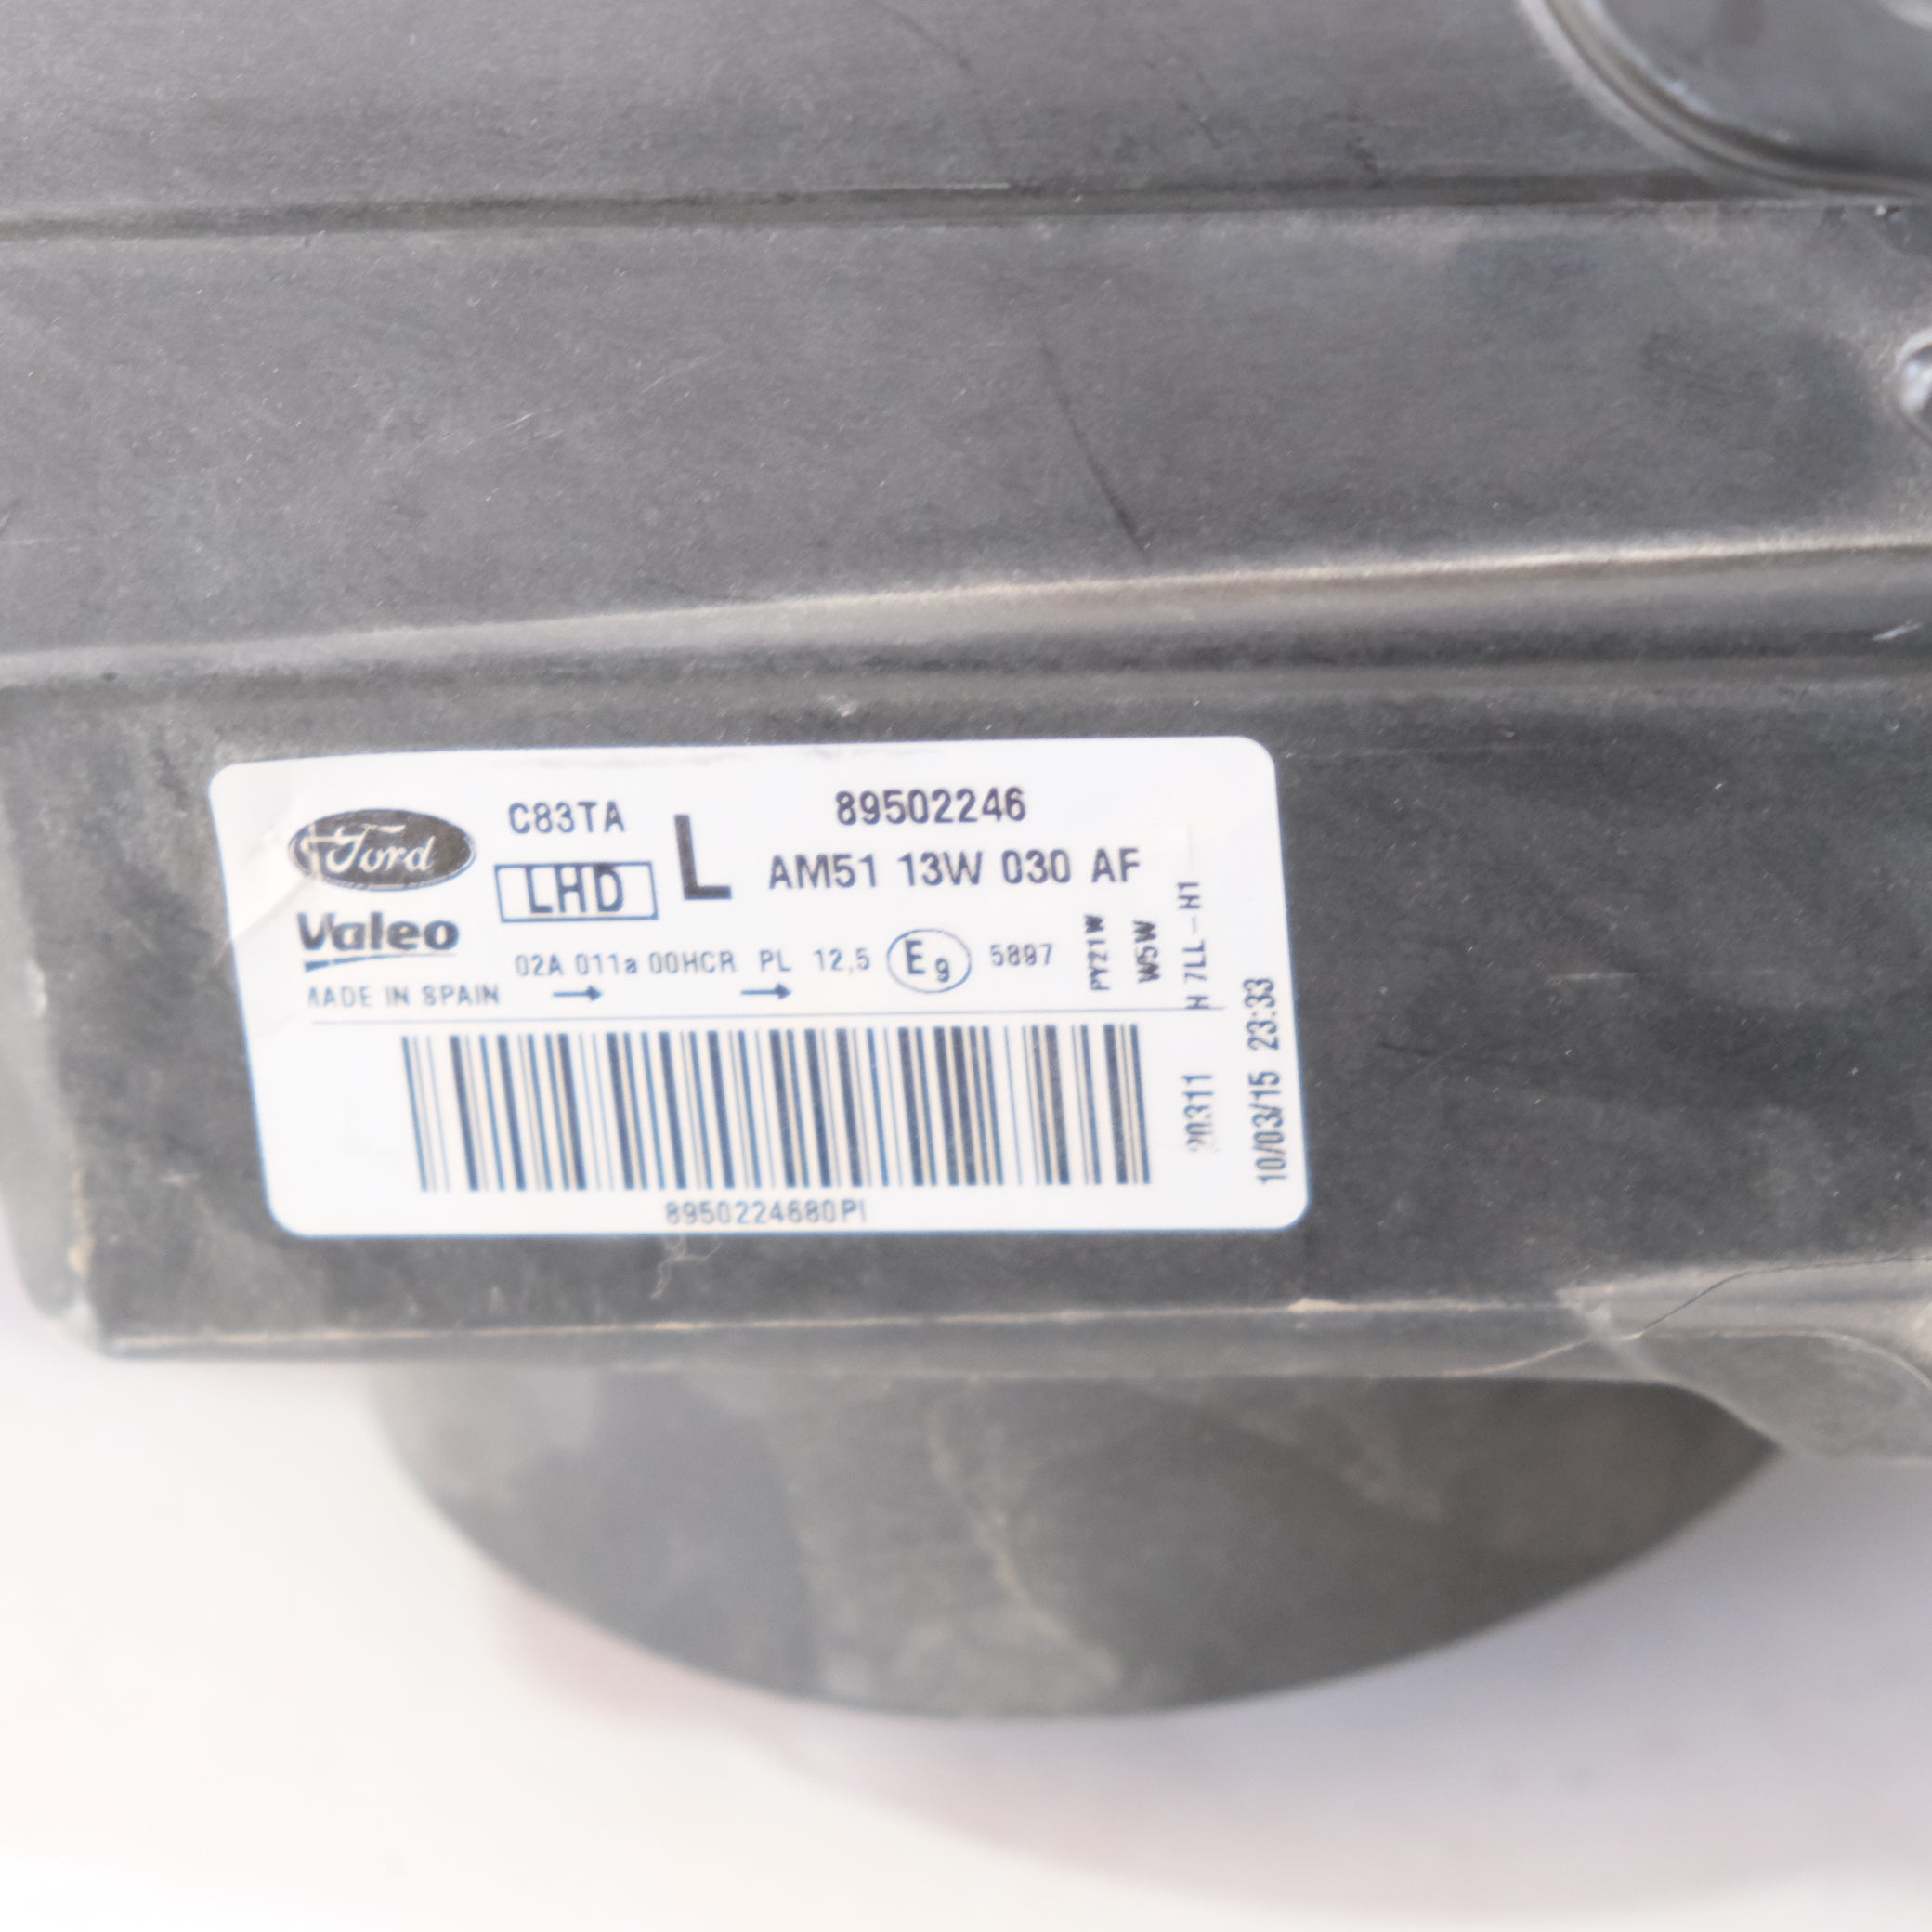 Ford
C83TA
L
89502246
LHD
AM51 13W 030 AF
Valeo
02A 011a 00HCR PL 12,5 E9 5897
MADE IN SPAIN → →
PY21W
W5W
H7LL-H1
20311
10/03/15 23:33
8950224680PI